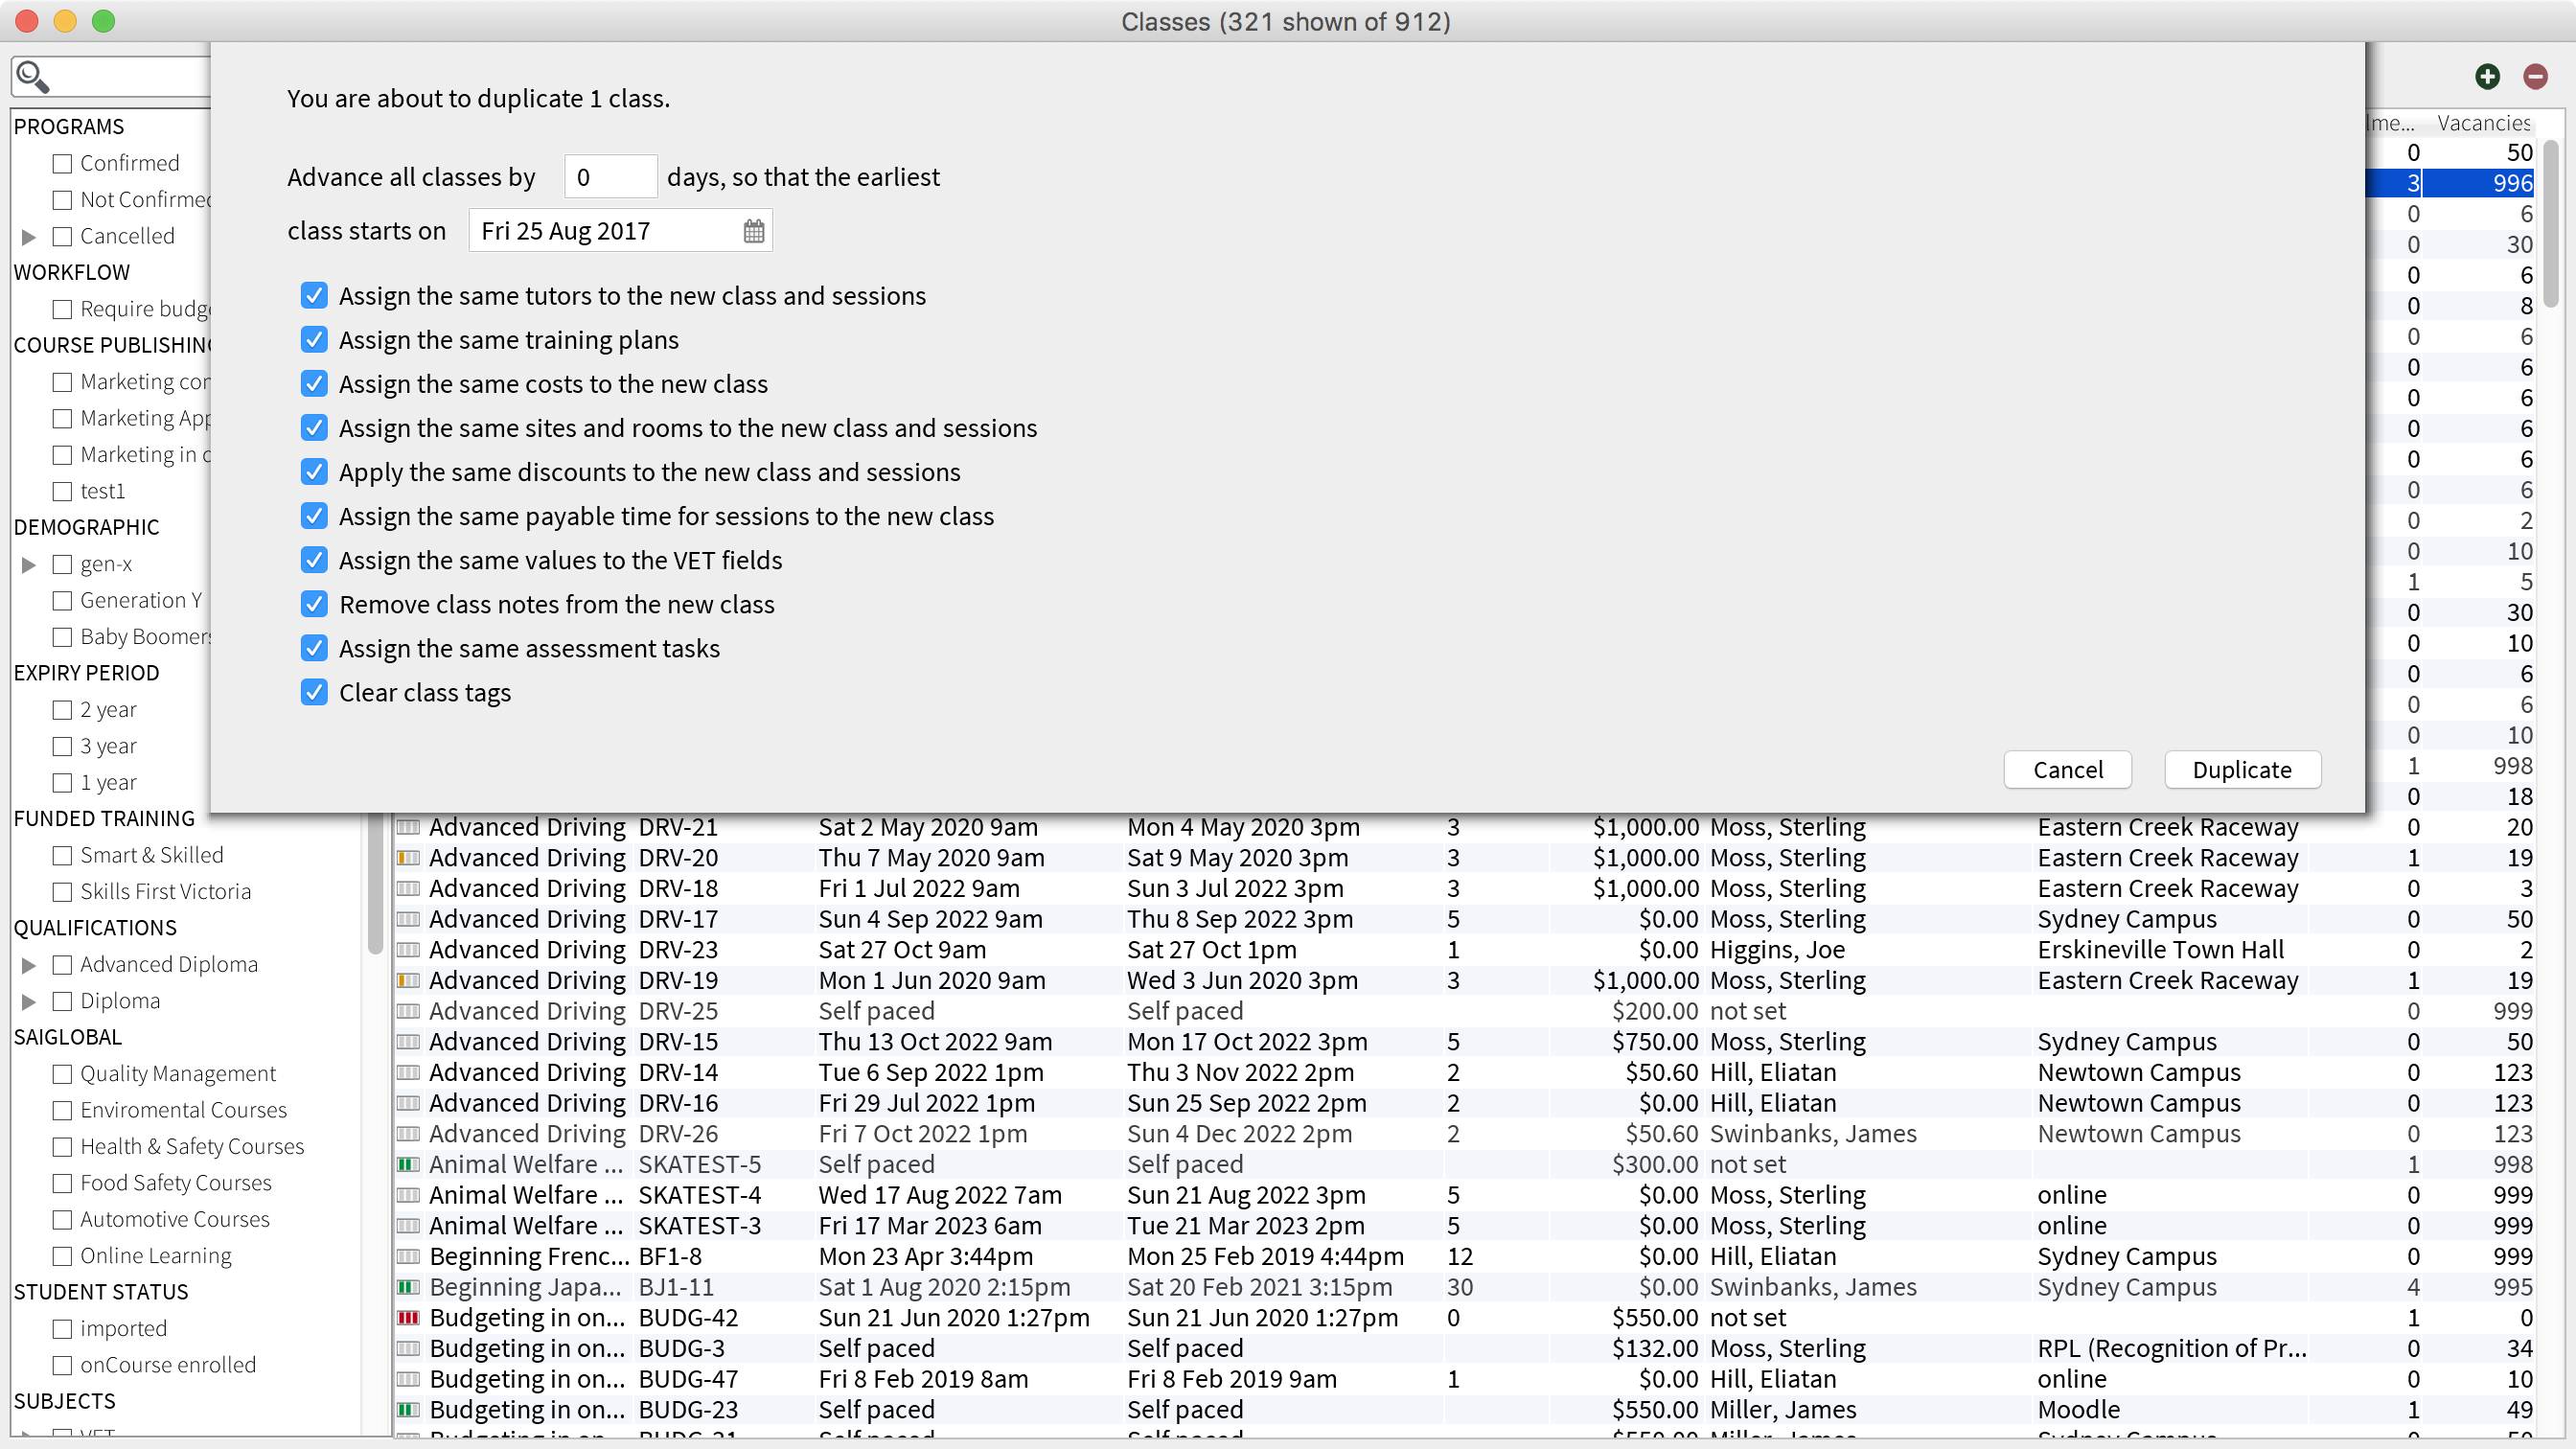 Classes (321 shown of 912)
You are about to duplicate 1 class.
Advance all classes by 0 days, so that the earliest
class starts on Fri 25 Aug 2017
Assign the same tutors to the new class and sessions
Assign the same training plans
Assign the same costs to the new class
Assign the same sites and rooms to the new class and sessions
Apply the same discounts to the new class and sessions
Assign the same payable time for sessions to the new class
Assign the same values to the VET fields
Remove class notes from the new class
Assign the same assessment tasks
Clear class tags
Cancel Duplicate
PROGRAMS
Confirmed
Not Confirmed
Cancelled
WORKFLOW
Require budg
COURSE PUBLISHING
Marketing con
Marketing App
Marketing in c
test1
DEMOGRAPHIC
gen-x
Generation Y
Baby Boomers
EXPIRY PERIOD
2 year
3 year
1 year
FUNDED TRAINING
Smart & Skilled
Skills First Victoria
QUALIFICATIONS
Advanced Diploma
Diploma
SAIGLOBAL
Quality Management
Enviromental Courses
Health & Safety Courses
Food Safety Courses
Automotive Courses
Online Learning
STUDENT STATUS
imported
onCourse enrolled
SUBJECTS
VET
lme... Vacancies
0 50
3 996
0 6
0 30
0 6
0 8
0 6
0 6
0 6
0 6
0 6
0 6
0 2
0 10
1 5
0 30
0 10
0 6
0 6
0 10
1 998
0 18
Advanced Driving DRV-21 Sat 2 May 2020 9am Mon 4 May 2020 3pm 3 $1,000.00 Moss, Sterling Eastern Creek Raceway 0 20
Advanced Driving DRV-20 Thu 7 May 2020 9am Sat 9 May 2020 3pm 3 $1,000.00 Moss, Sterling Eastern Creek Raceway 1 19
Advanced Driving DRV-18 Fri 1 Jul 2022 9am Sun 3 Jul 2022 3pm 3 $1,000.00 Moss, Sterling Eastern Creek Raceway 0 3
Advanced Driving DRV-17 Sun 4 Sep 2022 9am Thu 8 Sep 2022 3pm 5 $0.00 Moss, Sterling Sydney Campus 0 50
Advanced Driving DRV-23 Sat 27 Oct 9am Sat 27 Oct 1pm 1 $0.00 Higgins, Joe Erskineville Town Hall 0 2
Advanced Driving DRV-19 Mon 1 Jun 2020 9am Wed 3 Jun 2020 3pm 3 $1,000.00 Moss, Sterling Eastern Creek Raceway 1 19
Advanced Driving DRV-25 Self paced Self paced $200.00 not set 0 999
Advanced Driving DRV-15 Thu 13 Oct 2022 9am Mon 17 Oct 2022 3pm 5 $750.00 Moss, Sterling Sydney Campus 0 50
Advanced Driving DRV-14 Tue 6 Sep 2022 1pm Thu 3 Nov 2022 2pm 2 $50.60 Hill, Eliatan Newtown Campus 0 123
Advanced Driving DRV-16 Fri 29 Jul 2022 1pm Sun 25 Sep 2022 2pm 2 $0.00 Hill, Eliatan Newtown Campus 0 123
Advanced Driving DRV-26 Fri 7 Oct 2022 1pm Sun 4 Dec 2022 2pm 2 $50.60 Swinbanks, James Newtown Campus 0 123
Animal Welfare ... SKATEST-5 Self paced Self paced $300.00 not set 1 998
Animal Welfare ... SKATEST-4 Wed 17 Aug 2022 7am Sun 21 Aug 2022 3pm 5 $0.00 Moss, Sterling online 0 999
Animal Welfare ... SKATEST-3 Fri 17 Mar 2023 6am Tue 21 Mar 2023 2pm 5 $0.00 Moss, Sterling online 0 999
Beginning Frenc... BF1-8 Mon 23 Apr 3:44pm Mon 25 Feb 2019 4:44pm 12 $0.00 Hill, Eliatan Sydney Campus 0 999
Beginning Japa... BJ1-11 Sat 1 Aug 2020 2:15pm Sat 20 Feb 2021 3:15pm 30 $0.00 Swinbanks, James Sydney Campus 4 995
Budgeting in on... BUDG-42 Sun 21 Jun 2020 1:27pm Sun 21 Jun 2020 1:27pm 0 $550.00 not set 1 0
Budgeting in on... BUDG-3 Self paced Self paced $132.00 Moss, Sterling RPL (Recognition of Pr... 0 34
Budgeting in on... BUDG-47 Fri 8 Feb 2019 8am Fri 8 Feb 2019 9am 1 $0.00 Hill, Eliatan online 0 10
Budgeting in on... BUDG-23 Self paced Self paced $550.00 Miller, James Moodle 1 49